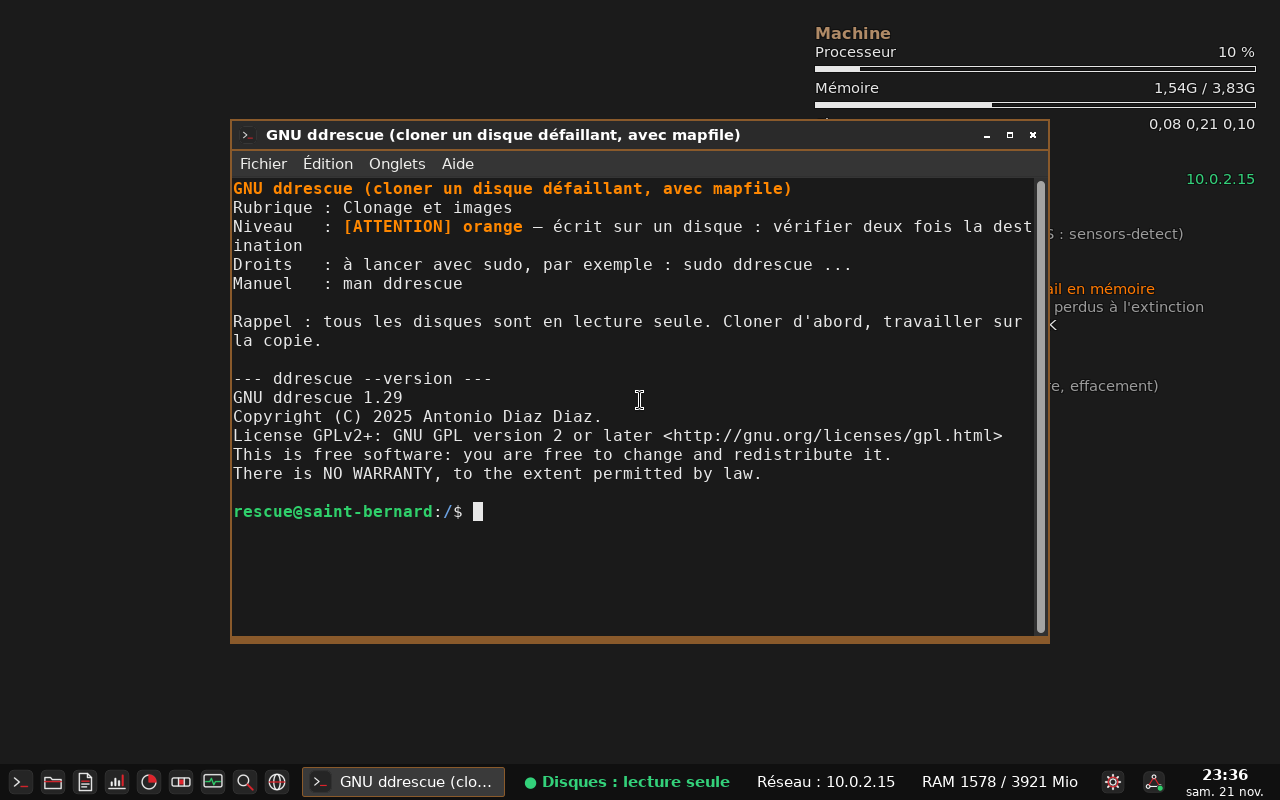 Machine
Processeur 10 %
Mémoire 1,54G / 3,83G
0,08 0,21 0,10
10.0.2.15
: sensors-detect)
en mémoire
perdus à l'extinction
K
, effacement)
GNU ddrescue (cloner un disque défaillant, avec mapfile)
Fichier Édition Onglets Aide
GNU ddrescue (cloner un disque défaillant, avec mapfile)
Rubrique : Clonage et images
Niveau : [ATTENTION] orange — écrit sur un disque : vérifier deux fois la dest
ination
Droits : à lancer avec sudo, par exemple : sudo ddrescue ...
Manuel : man ddrescue
Rappel : tous les disques sont en lecture seule. Cloner d'abord, travailler sur
la copie.
--- ddrescue --version ---
GNU ddrescue 1.29
Copyright (C) 2025 Antonio Diaz Diaz.
License GPLv2+: GNU GPL version 2 or later <http://gnu.org/licenses/gpl.html>
This is free software: you are free to change and redistribute it.
There is NO WARRANTY, to the extent permitted by law.
rescue@saint-bernard:/$
GNU ddrescue (clo...
Disques : lecture seule
Réseau : 10.0.2.15
RAM 1578 / 3921 Mio
23:36
sam. 21 nov.